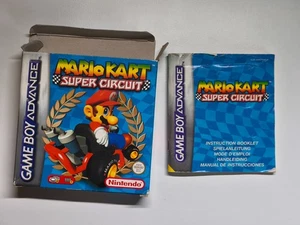 GAME BOY ADVANCE
MARIO KART
SUPER CIRCUIT
Nintendo
GAME BOY ADVANCE
MARIO KART
SUPER CIRCUIT
INSTRUCTION BOOKLET
SPIELANLEITUNG
MODE D'EMPLOI
HANDLEIDING
MANUAL DE INSTRUCCIONES